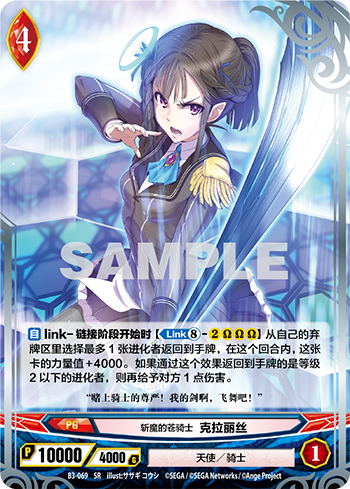 4
SAMPLE
自 link-链接阶段开始时【Link⑧-2ΩΩΩ】从自己的弃
牌区里选择最多1张进化者返回到手牌，在这个回合内，这张
卡的力量值+4000。如果通过这个效果返回到手牌的是等级
2以下的进化者，则再给予对方1点伤害。
“赌上骑士的尊严！我的剑啊，飞舞吧！”
P6 斩魔的苍骑士 克拉丽丝
P 10000 / 4000 G 天使／骑士 1
B3-069 SR illust:ササギ コウシ ©SEGA / ©SEGA Networks / ©Ange Project